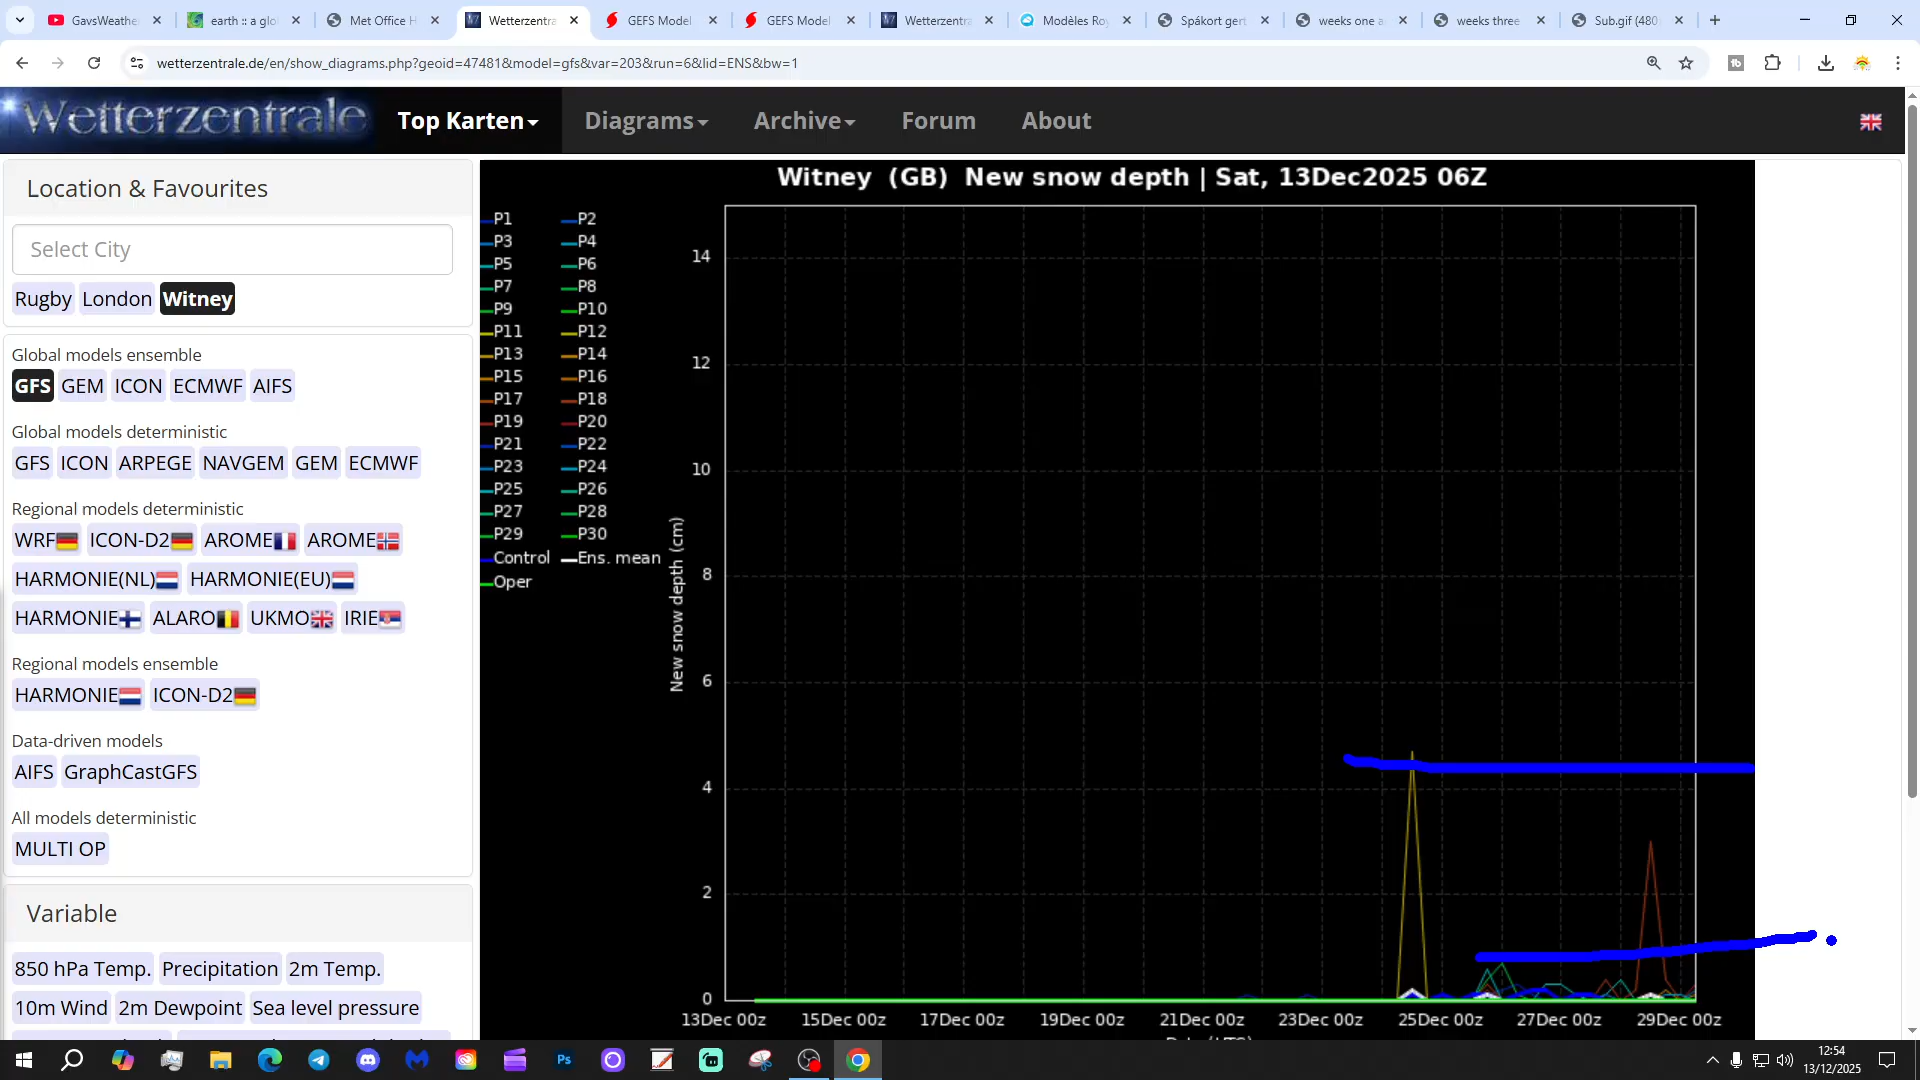 GavsWeathe
earth :: a glo
Met Office H
Wetterzentra
GEFS Model
GEFS Model
Wetterzentra
Modèles Roy
Spákort gert
weeks one a
weeks three
Sub.gif (480
wetterzentrale.de/en/show_diagrams.php?geoid=47481&model=gfs&var=203&run=6&lid=ENS&bw=1
Wetterzentrale
Top Karten
Diagrams
Archive
Forum
About
Location & Favourites
Select City
Rugby London Witney
Global models ensemble
GFS GEM ICON ECMWF AIFS
Global models deterministic
GFS ICON ARPEGE NAVGEM GEM ECMWF
Regional models deterministic
WRF ICON-D2 AROME AROME
HARMONIE(NL) HARMONIE(EU)
HARMONIE ALARO UKMO IRIE
Regional models ensemble
HARMONIE ICON-D2
Data-driven models
AIFS GraphCastGFS
All models deterministic
MULTI OP
Variable
850 hPa Temp. Precipitation 2m Temp.
10m Wind 2m Dewpoint Sea level pressure
Witney (GB) New snow depth | Sat, 13Dec2025 06Z
P1 P2
P3 P4
P5 P6
P7 P8
P9 P10
P11 P12
P13 P14
P15 P16
P17 P18
P19 P20
P21 P22
P23 P24
P25 P26
P27 P28
P29 P30
Control Ens. mean
Oper
New snow depth (cm)
14
12
10
8
6
4
2
0
13Dec 00z 15Dec 00z 17Dec 00z 19Dec 00z 21Dec 00z 23Dec 00z 25Dec 00z 27Dec 00z 29Dec 00z
12:54
13/12/2025